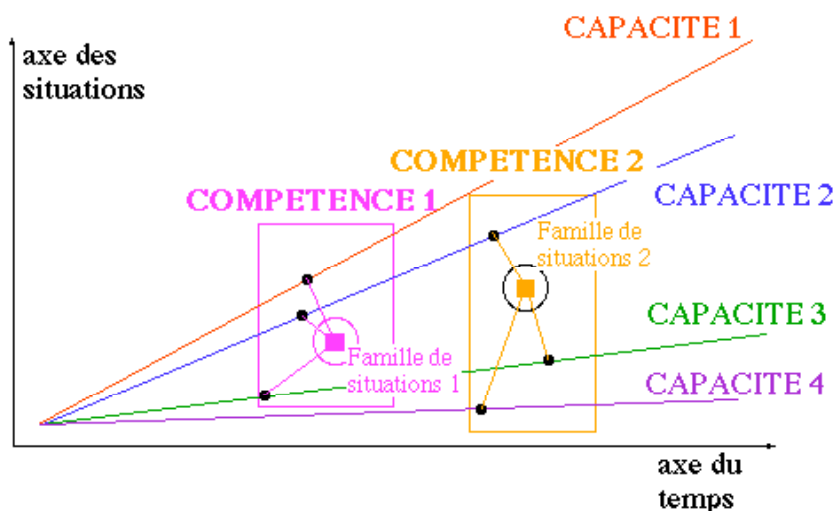 CAPACITE 1
axe des
situations
COMPETENCE 2
COMPETENCE 1
CAPACITE 2
Famille de
situations 2
CAPACITE 3
Famille de
situations 1
CAPACITE 4
axe du
temps